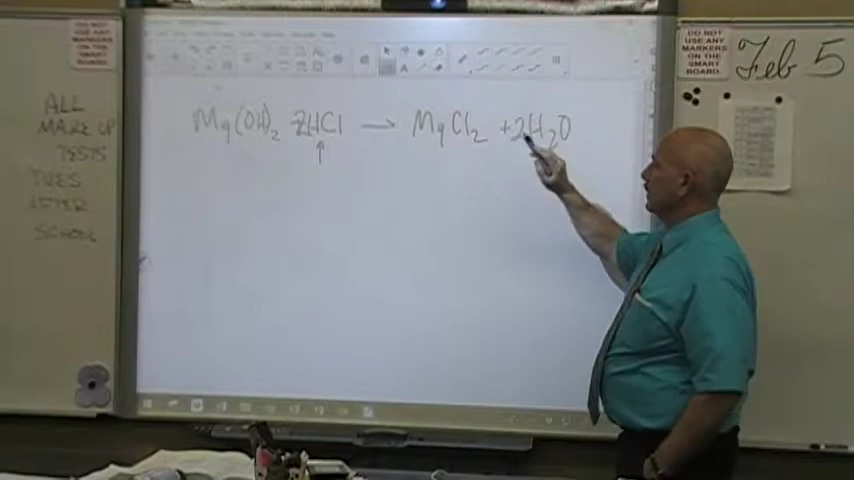 DO NOT
USE ANY
MARKERS
ON THE
SMART
BOARD
ALL
MAKE UP
TESTS
TUES
AFTER
SCHOOL
Mg(OH)₂ 2HCl → MgCl₂ + 2H₂O
DO NOT
USE ANY
MARKERS
ON THE
SMART
BOARD
Feb 5